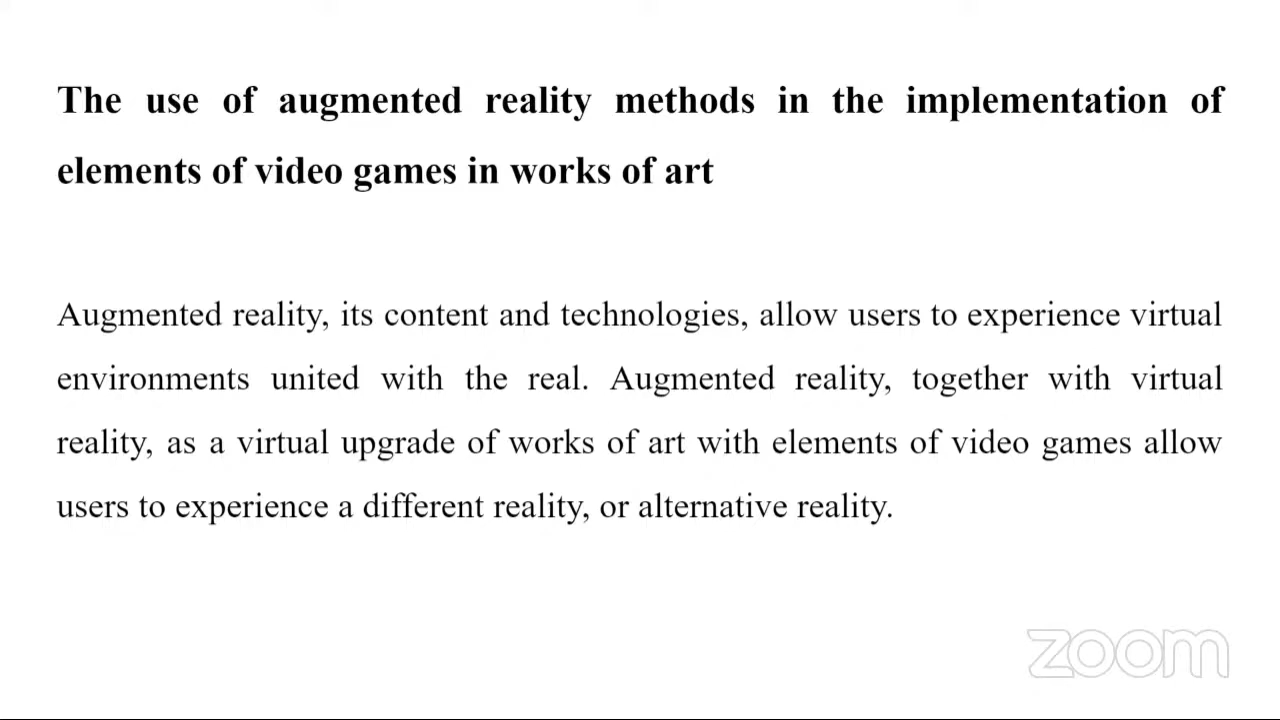 The use of augmented reality methods in the implementation of
elements of video games in works of art
Augmented reality, its content and technologies, allow users to experience virtual
environments united with the real. Augmented reality, together with virtual
reality, as a virtual upgrade of works of art with elements of video games allow
users to experience a different reality, or alternative reality.
zoom